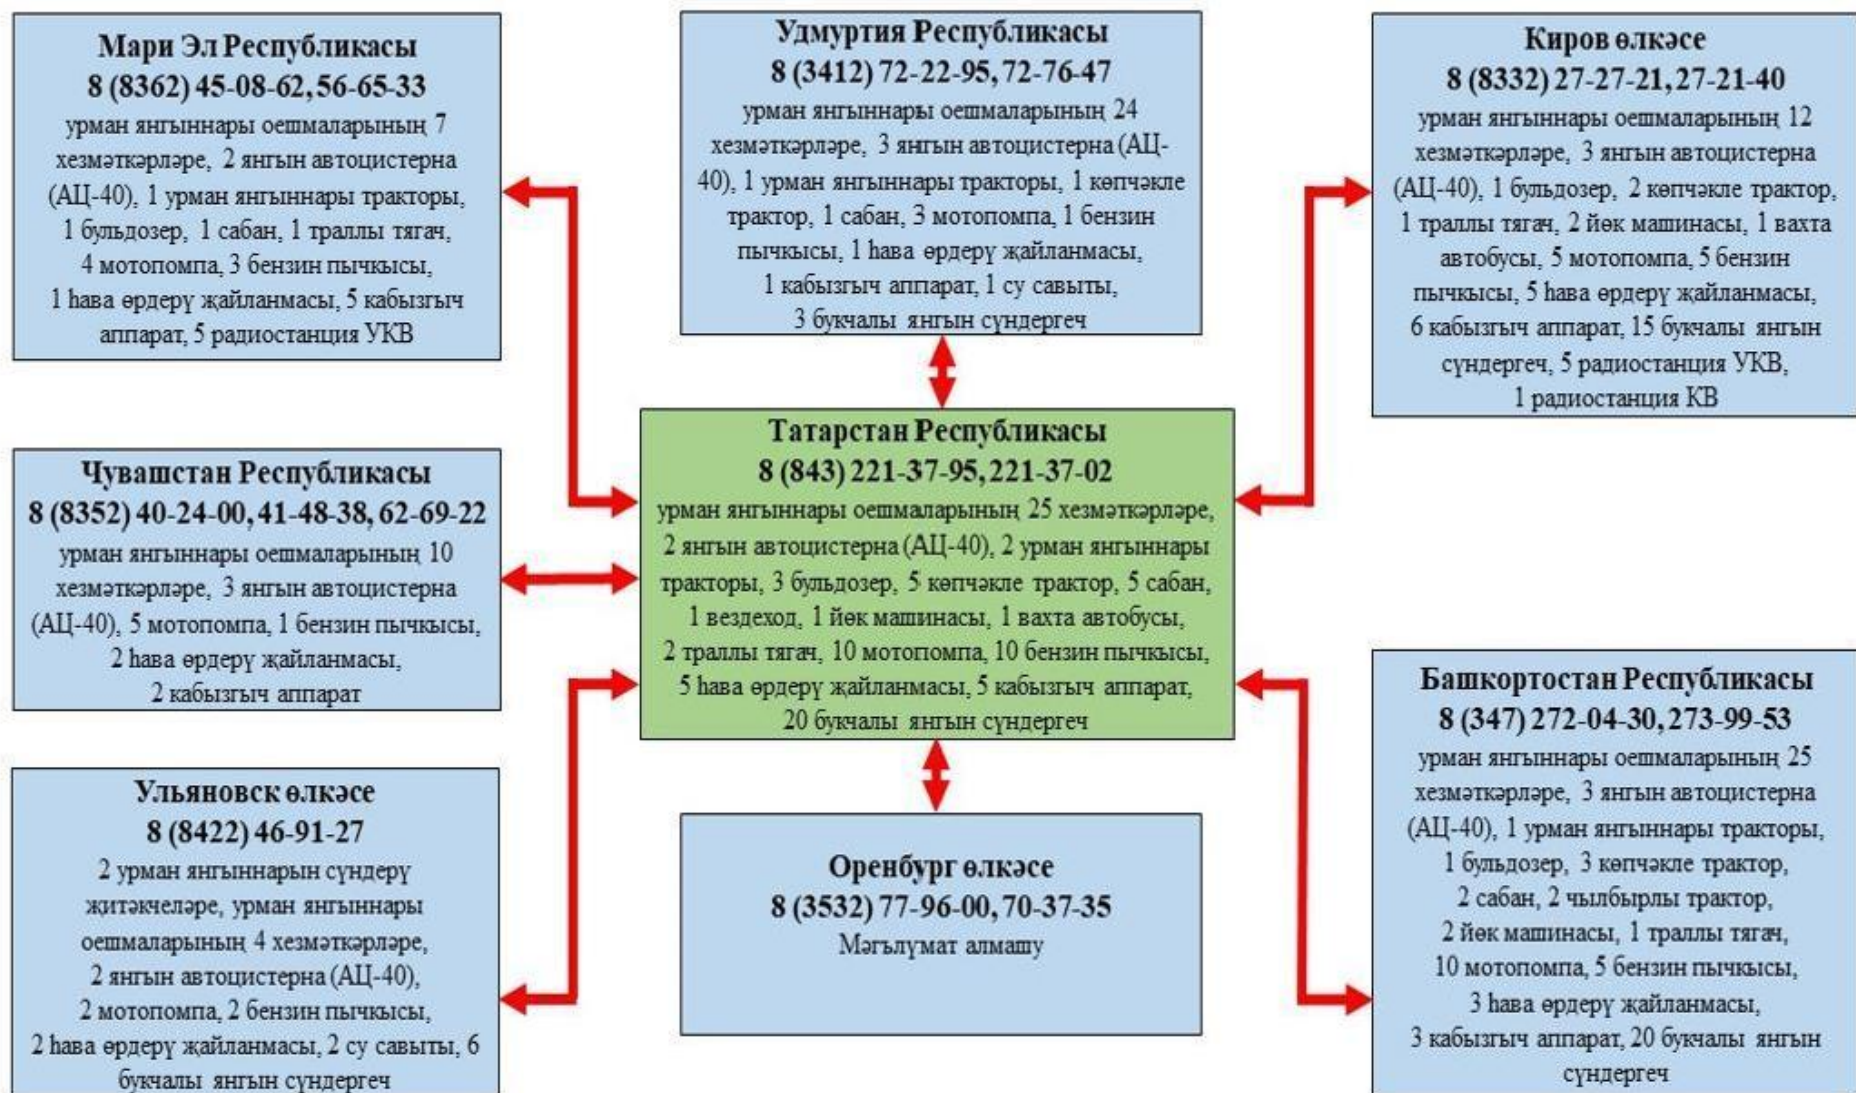 Мари Эл Республикасы
8 (8362) 45-08-62, 56-65-33
урман янгыннары оешмаларының 7
хезмәткәрләре, 2 янгын автоцистерна
(АЦ-40), 1 урман янгыннары тракторы,
1 бульдозер, 1 сабан, 1 траллы тягач,
4 мотопомпа, 3 бензин пычкысы,
1 һава өрдерү җайланмасы, 5 кабызгыч
аппарат, 5 радиостанция УКВ
Удмуртия Республикасы
8 (3412) 72-22-95, 72-76-47
урман янгыннары оешмаларының 24
хезмәткәрләре, 3 янгын автоцистерна (АЦ-
40), 1 урман янгыннары тракторы, 1 көпчәкле
трактор, 1 сабан, 3 мотопомпа, 1 бензин
пычкысы, 1 һава өрдерү җайланмасы,
1 кабызгыч аппарат, 1 су савыты,
3 букчалы янгын сүндергеч
Киров өлкәсе
8 (8332) 27-27-21, 27-21-40
урман янгыннары оешмаларының 12
хезмәткәрләре, 3 янгын автоцистерна
(АЦ-40), 1 бульдозер, 2 көпчәкле трактор,
1 траллы тягач, 2 йөк машинасы, 1 вахта
автобусы, 5 мотопомпа, 5 бензин
пычкысы, 5 һава өрдерү җайланмасы,
6 кабызгыч аппарат, 15 букчалы янгын
сүндергеч, 5 радиостанция УКВ,
1 радиостанция КВ
Чувашстан Республикасы
8 (8352) 40-24-00, 41-48-38, 62-69-22
урман янгыннары оешмаларының 10
хезмәткәрләре, 3 янгын автоцистерна
(АЦ-40), 5 мотопомпа, 1 бензин пычкысы,
2 һава өрдерү җайланмасы,
2 кабызгыч аппарат
Татарстан Республикасы
8 (843) 221-37-95, 221-37-02
урман янгыннары оешмаларының 25 хезмәткәрләре,
2 янгын автоцистерна (АЦ-40), 2 урман янгыннары
тракторы, 3 бульдозер, 5 көпчәкле трактор, 5 сабан,
1 вездеход, 1 йөк машинасы, 1 вахта автобусы,
2 траллы тягач, 10 мотопомпа, 10 бензин пычкысы,
5 һава өрдерү җайланмасы, 5 кабызгыч аппарат,
20 букчалы янгын сүндергеч
Башкортостан Республикасы
8 (347) 272-04-30, 273-99-53
урман янгыннары оешмаларының 25
хезмәткәрләре, 3 янгын автоцистерна
(АЦ-40), 1 урман янгыннары тракторы,
1 бульдозер, 3 көпчәкле трактор,
2 сабан, 2 чылбырлы трактор,
2 йөк машинасы, 1 траллы тягач,
10 мотопомпа, 5 бензин пычкысы,
3 һава өрдерү җайланмасы,
3 кабызгыч аппарат, 20 букчалы янгын
сүндергеч
Ульяновск өлкәсе
8 (8422) 46-91-27
2 урман янгыннарын сүндерү
җитәкчеләре, урман янгыннары
оешмаларының 4 хезмәткәрләре,
2 янгын автоцистерна (АЦ-40),
2 мотопомпа, 2 бензин пычкысы,
2 һава өрдерү җайланмасы, 2 су савыты, 6
букчалы янгын сүндергеч
Оренбург өлкәсе
8 (3532) 77-96-00, 70-37-35
Мәгълүмат алмашу